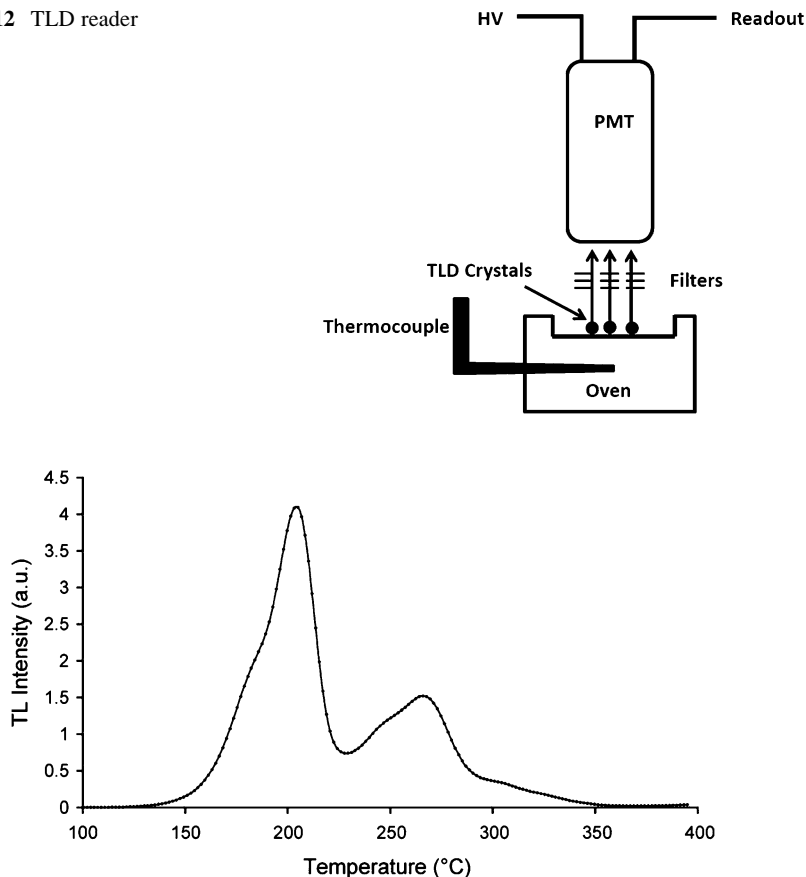 12 TLD reader
HV
Readout
PMT
TLD Crystals
Filters
Thermocouple
Oven
4.5
4
3.5
3
2.5
2
1.5
1
0.5
0
TL Intensity (a.u.)
100 150 200 250 300 350 400
Temperature (°C)